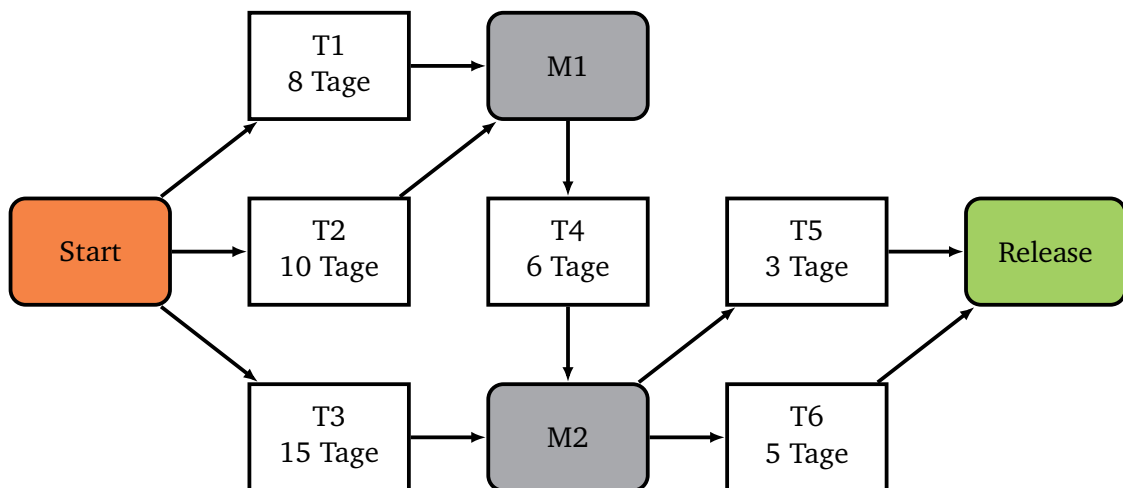 T1
8 Tage
M1
Start
T2
10 Tage
T4
6 Tage
T5
3 Tage
Release
T3
15 Tage
M2
T6
5 Tage